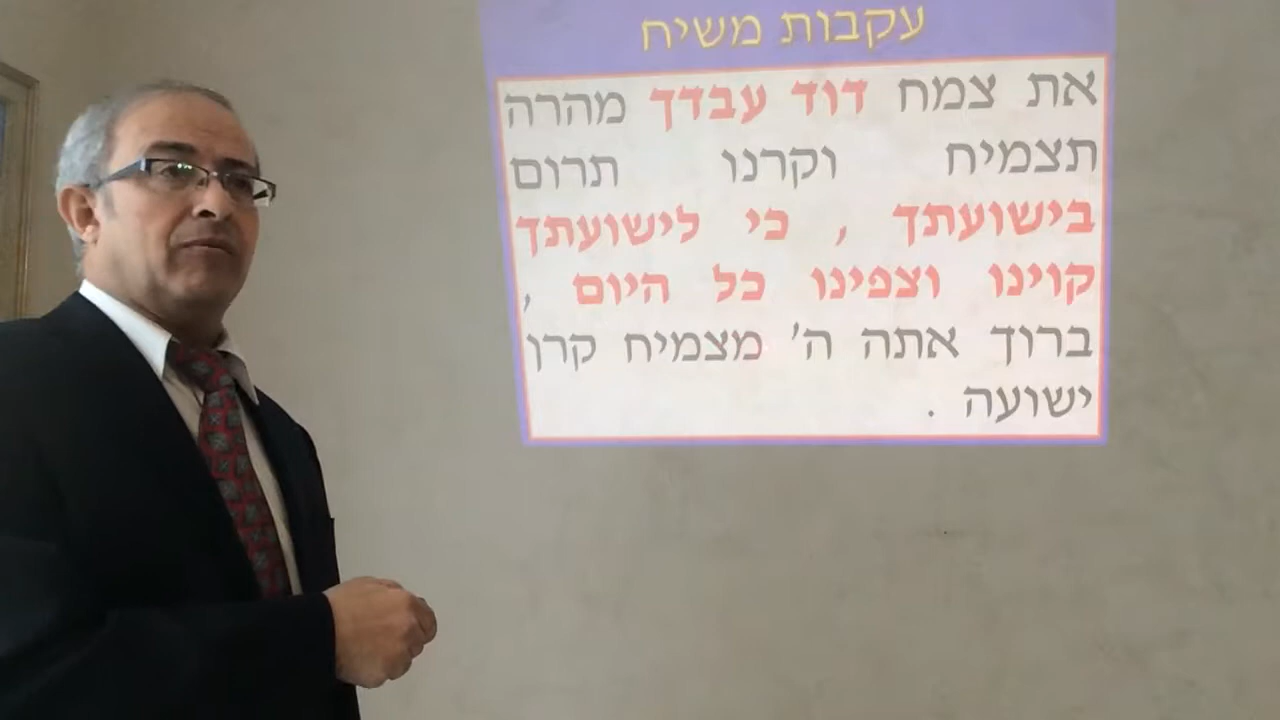 עקבות משיח
את צמח דוד עבדך מהרה
תצמיח וקרנו תרום
בישועתך , כי לישועתך
קוינו וצפינו כל היום ,
ברוך אתה ה' מצמיח קרן
ישועה .